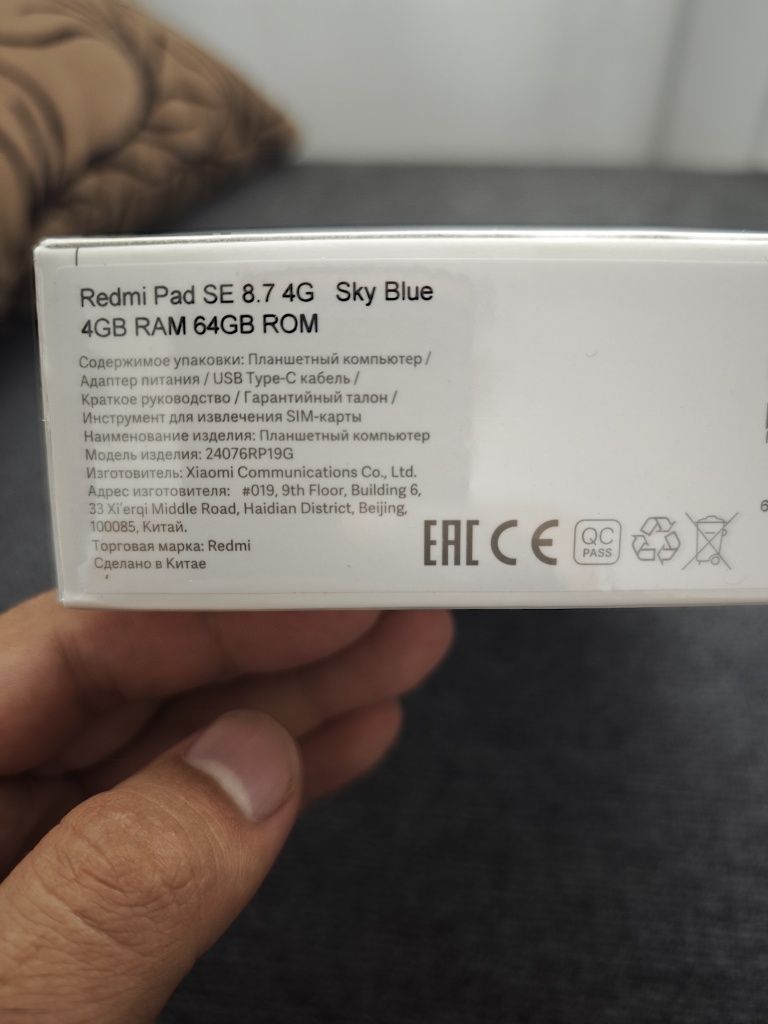 Redmi Pad SE 8.7 4G Sky Blue
4GB RAM 64GB ROM
Содержимое упаковки: Планшетный компьютер /
Адаптер питания / USB Type-C кабель /
Краткое руководство / Гарантийный талон /
Инструмент для извлечения SIM-карты
Наименование изделия: Планшетный компьютер
Модель изделия: 24076RP19G
Изготовитель: Xiaomi Communications Co., Ltd.
Адрес изготовителя: #019, 9th Floor, Building 6,
33 Xi'erqi Middle Road, Haidian District, Beijing,
100085, Китай.
Торговая марка: Redmi
Сделано в Китае
EAC CE
QC
PASS
6